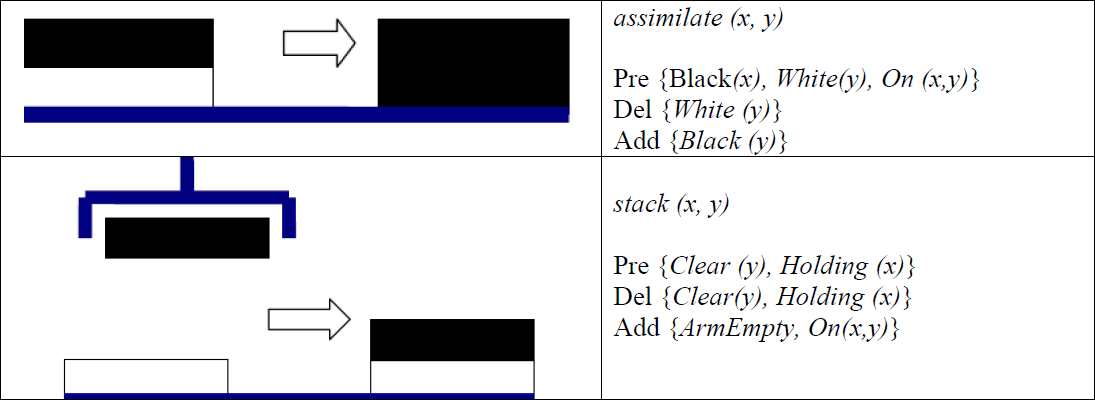 assimilate (x, y)
Pre {Black(x), White(y), On (x,y)}
Del {White (y)}
Add {Black (y)}
stack (x, y)
Pre {Clear (y), Holding (x)}
Del {Clear(y), Holding (x)}
Add {ArmEmpty, On(x,y)}